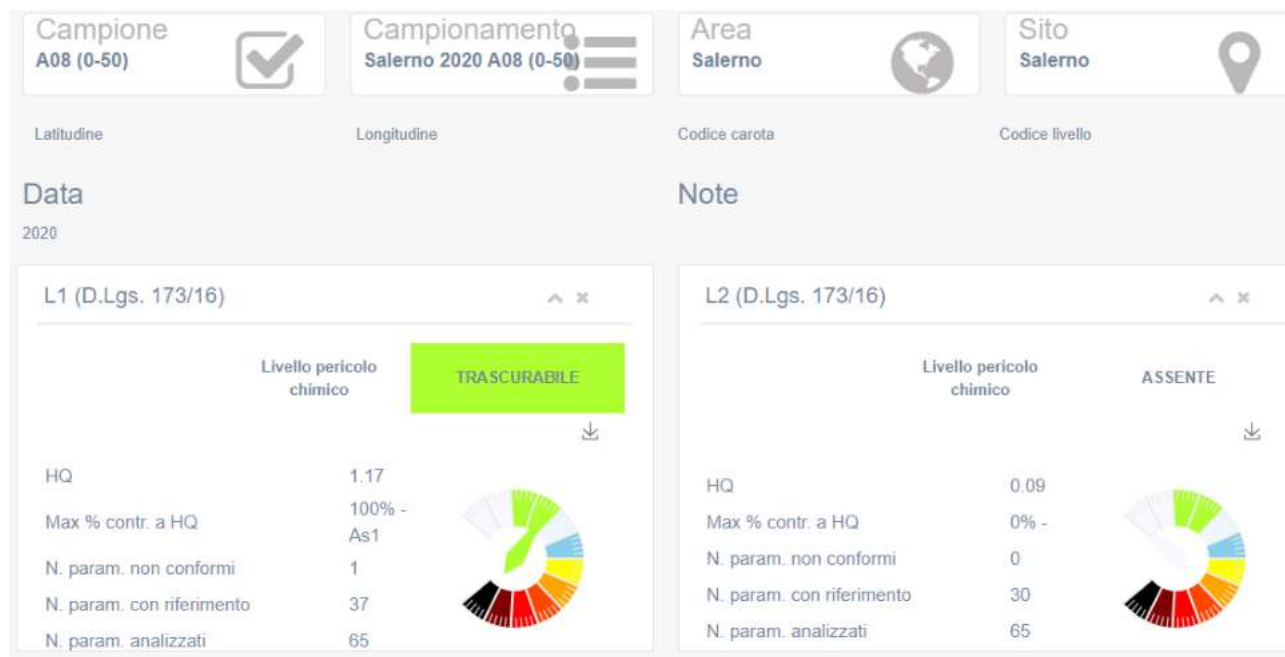 Campione
A08 (0-50)
Campionamento
Salerno 2020 A08 (0-50)
Area
Salerno
Sito
Salerno
Latitudine
Longitudine
Codice carota
Codice livello
Data
2020
Note
L1 (D.Lgs. 173/16)
Livello pericolo
chimico
TRASCURABILE
HQ 1.17
Max % contr. a HQ 100% -
As1
N. param. non conformi 1
N. param. con riferimento 37
N. param. analizzati 65
L2 (D.Lgs. 173/16)
Livello pericolo
chimico
ASSENTE
HQ 0.09
Max % contr. a HQ 0% -
N. param. non conformi 0
N. param. con riferimento 30
N. param. analizzati 65